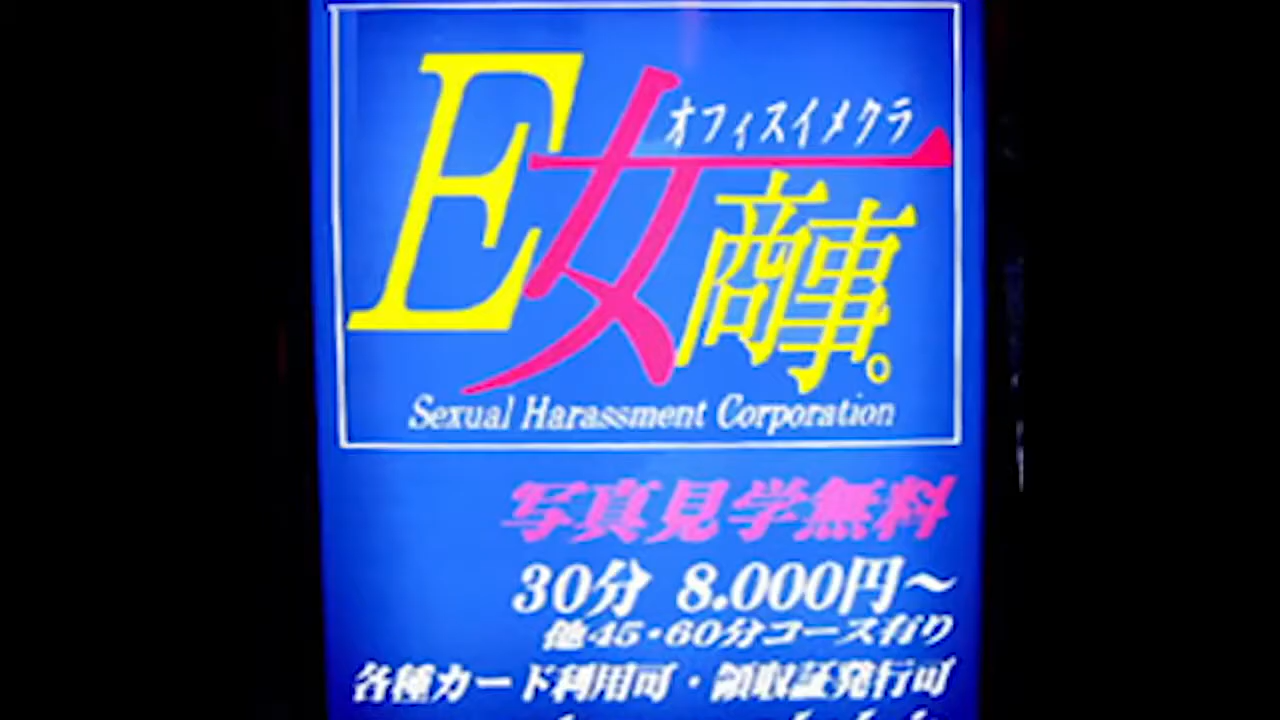 オフィスイメクラ
E女商事。
Sexual Harassment Corporation
写真見学無料
30分 8.000円～
他45・60分コース有り
各種カード利用可・領収証発行可